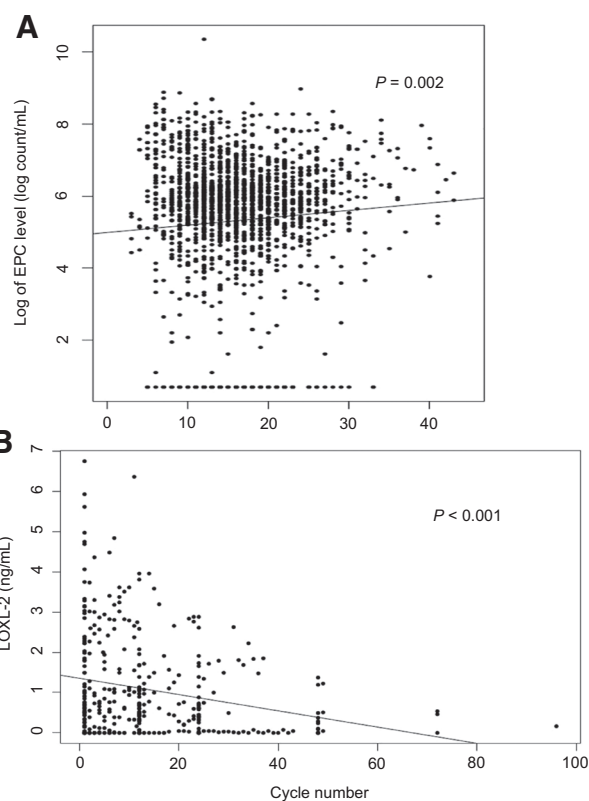 A
P = 0.002
Log of EPC level (log count/mL)
10
8
6
4
2
0 10 20 30 40
B
P < 0.001
LOXL-2 (ng/mL)
7
6
5
4
3
2
1
0
0 20 40 60 80 100
Cycle number